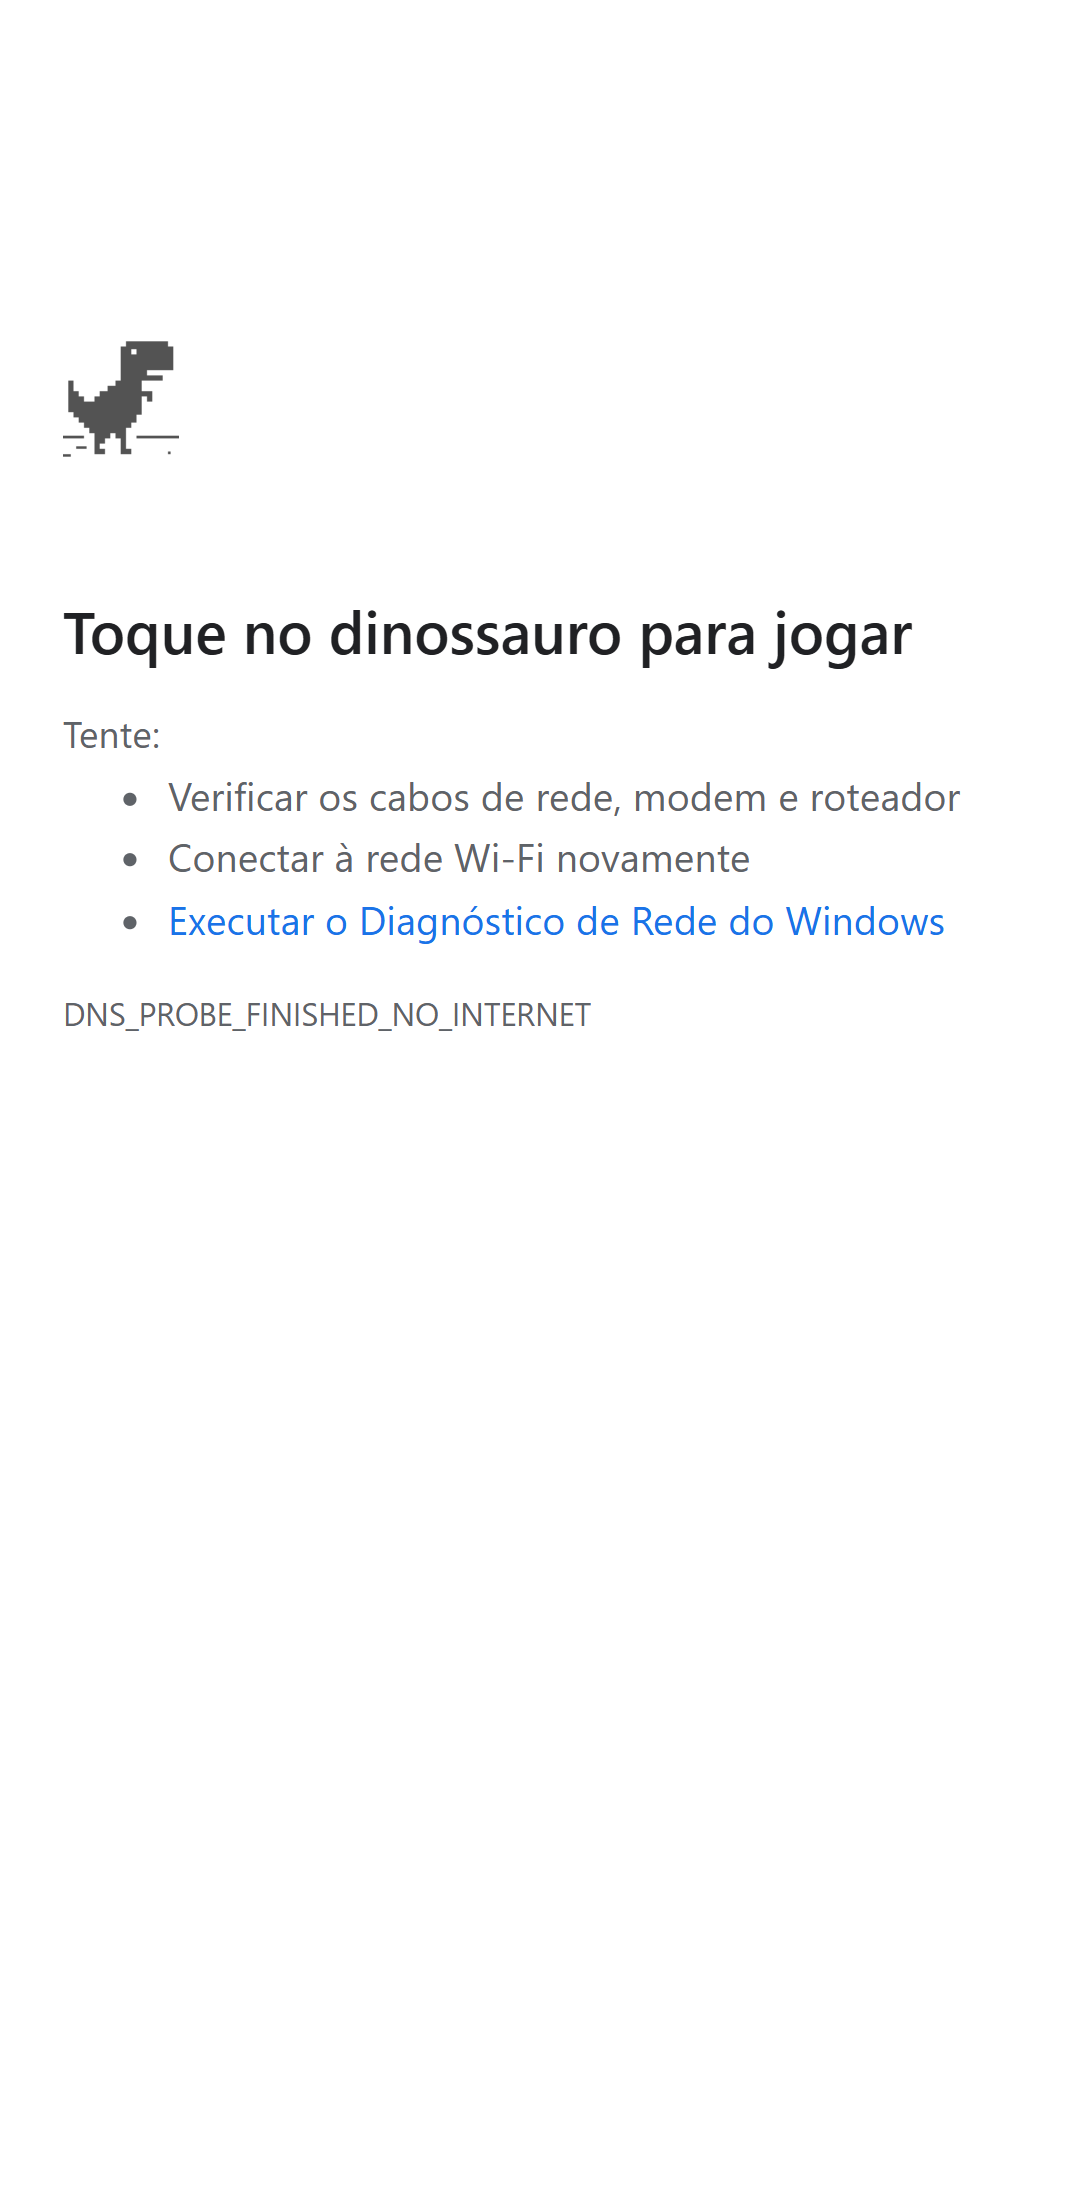 Toque no dinossauro para jogar
Tente:
Verificar os cabos de rede, modem e roteador
Conectar à rede Wi-Fi novamente
Executar o Diagnóstico de Rede do Windows
DNS_PROBE_FINISHED_NO_INTERNET